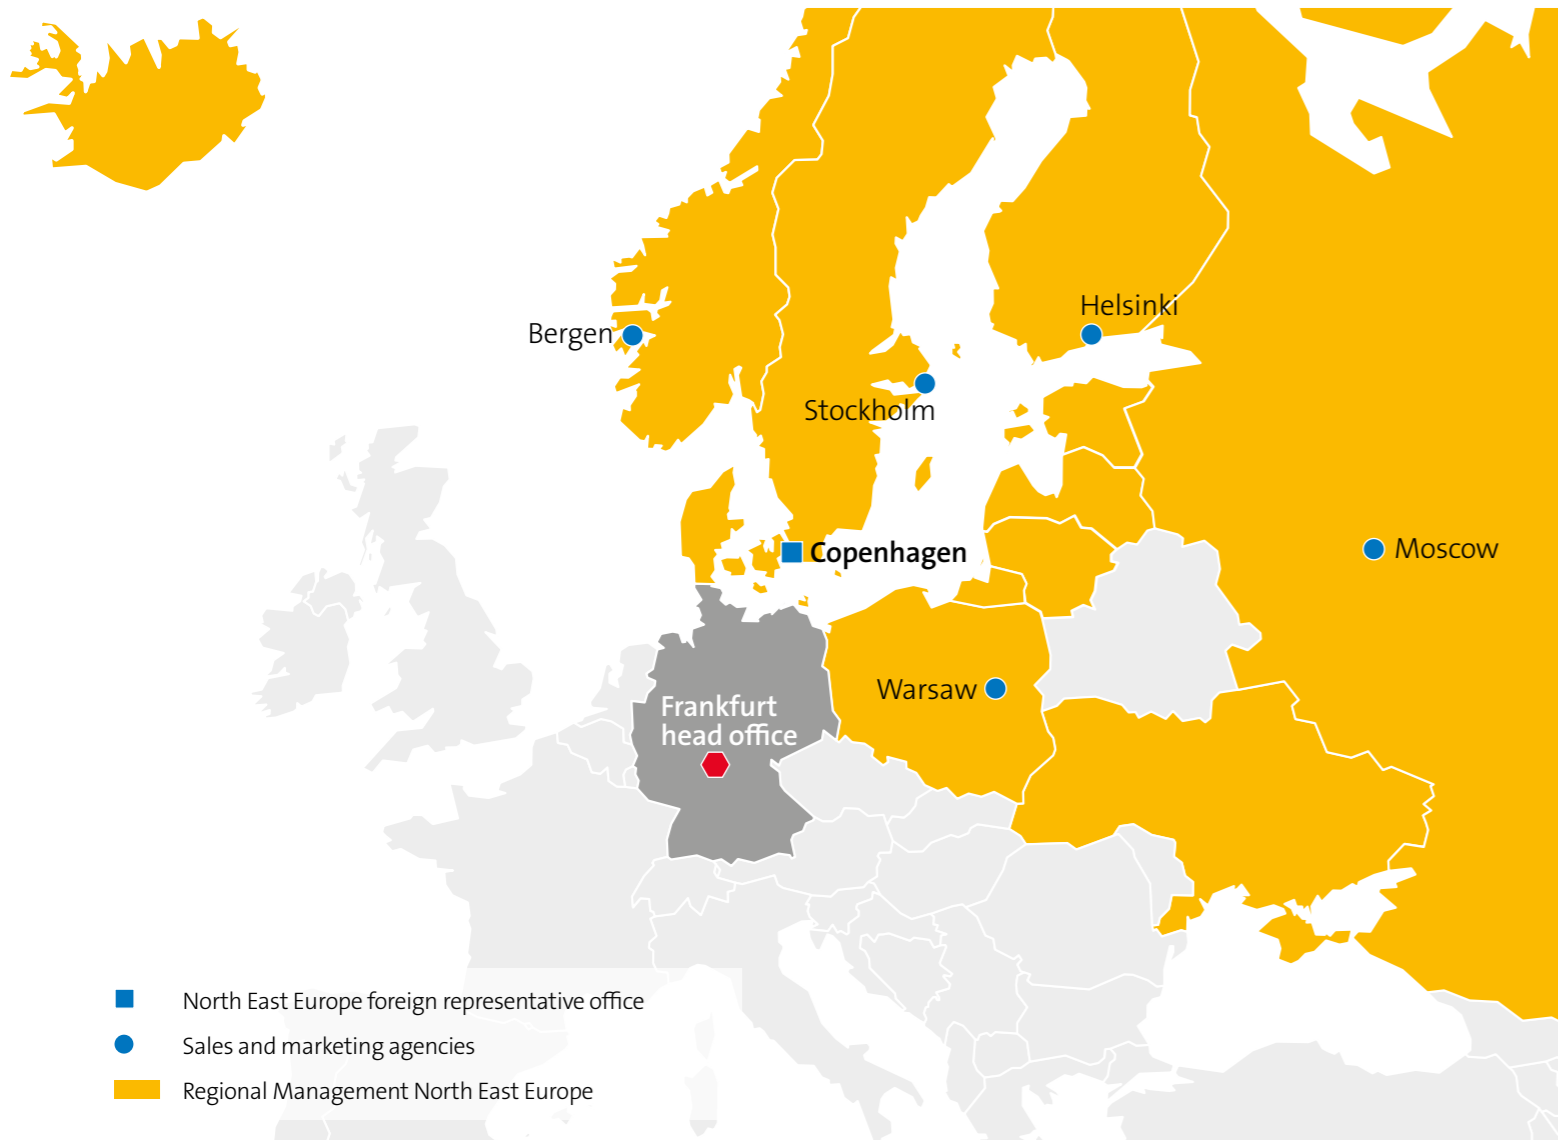 Helsinki
Bergen
Stockholm
Copenhagen
Moscow
Warsaw
Frankfurt
head office
North East Europe foreign representative office
Sales and marketing agencies
Regional Management North East Europe